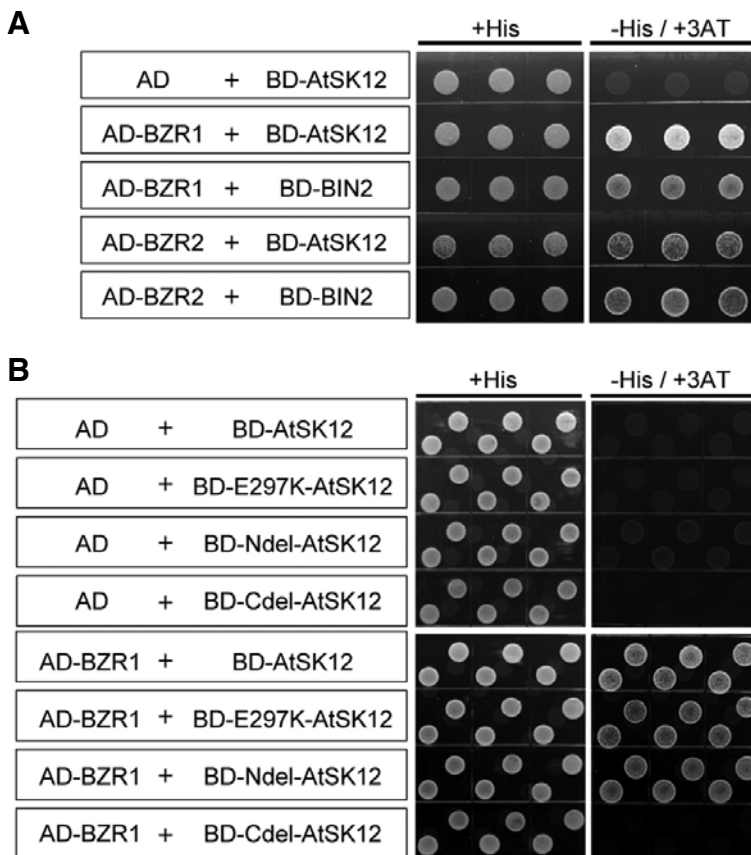 A
+His -His / +3AT
AD + BD-AtSK12
AD-BZR1 + BD-AtSK12
AD-BZR1 + BD-BIN2
AD-BZR2 + BD-AtSK12
AD-BZR2 + BD-BIN2
B
+His -His / +3AT
AD + BD-AtSK12
AD + BD-E297K-AtSK12
AD + BD-Ndel-AtSK12
AD + BD-Cdel-AtSK12
AD-BZR1 + BD-AtSK12
AD-BZR1 + BD-E297K-AtSK12
AD-BZR1 + BD-Ndel-AtSK12
AD-BZR1 + BD-Cdel-AtSK12